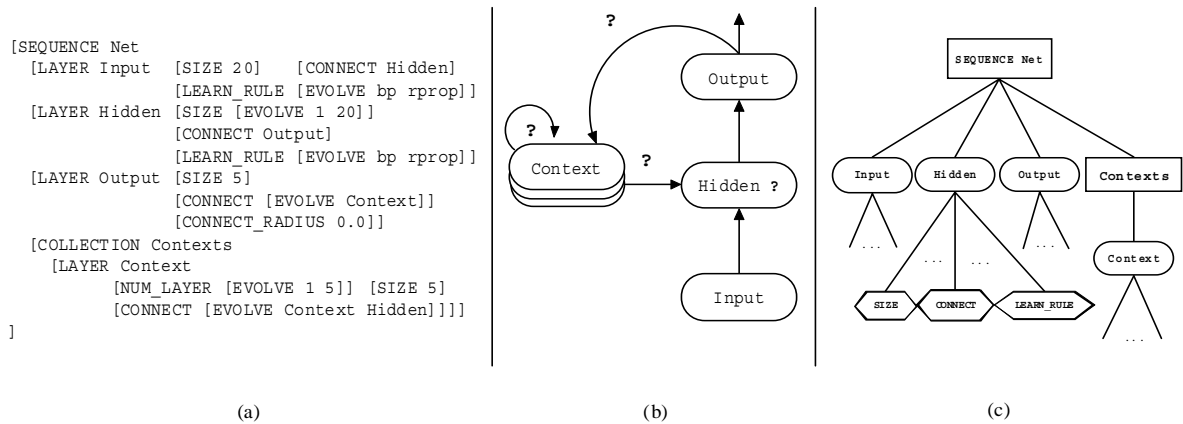 [SEQUENCE Net
[LAYER Input [SIZE 20] [CONNECT Hidden]
[LEARN_RULE [EVOLVE bp rprop]]
[LAYER Hidden [SIZE [EVOLVE 1 20]]
[CONNECT Output]
[LEARN_RULE [EVOLVE bp rprop]]
[LAYER Output [SIZE 5]
[CONNECT [EVOLVE Context]]
[CONNECT_RADIUS 0.0]]
[COLLECTION Contexts
[LAYER Context
[NUM_LAYER [EVOLVE 1 5]] [SIZE 5]
[CONNECT [EVOLVE Context Hidden]]]]
]
(a)
?
Output
?
Context
?
Hidden ?
Input
(b)
SEQUENCE Net
Input
Hidden
Output
Contexts
...
... ...
...
Context
SIZE
CONNECT
LEARN_RULE
...
(c)